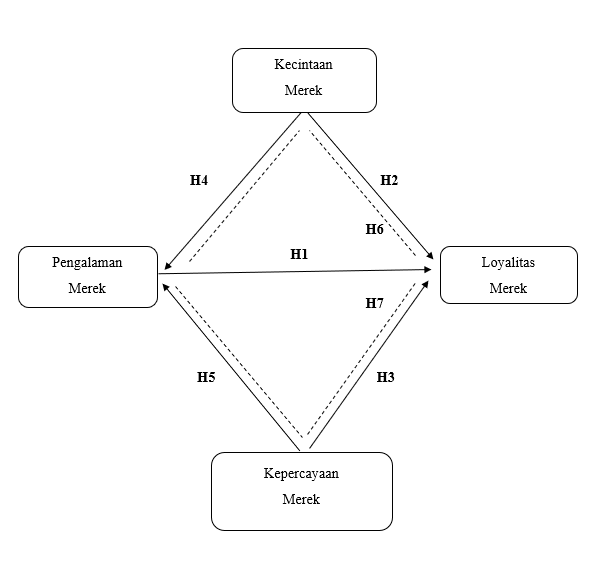 Kecintaan
Merek
H4
H2
H6
H1
Pengalaman
Merek
Loyalitas
Merek
H7
H5
H3
Kepercayaan
Merek